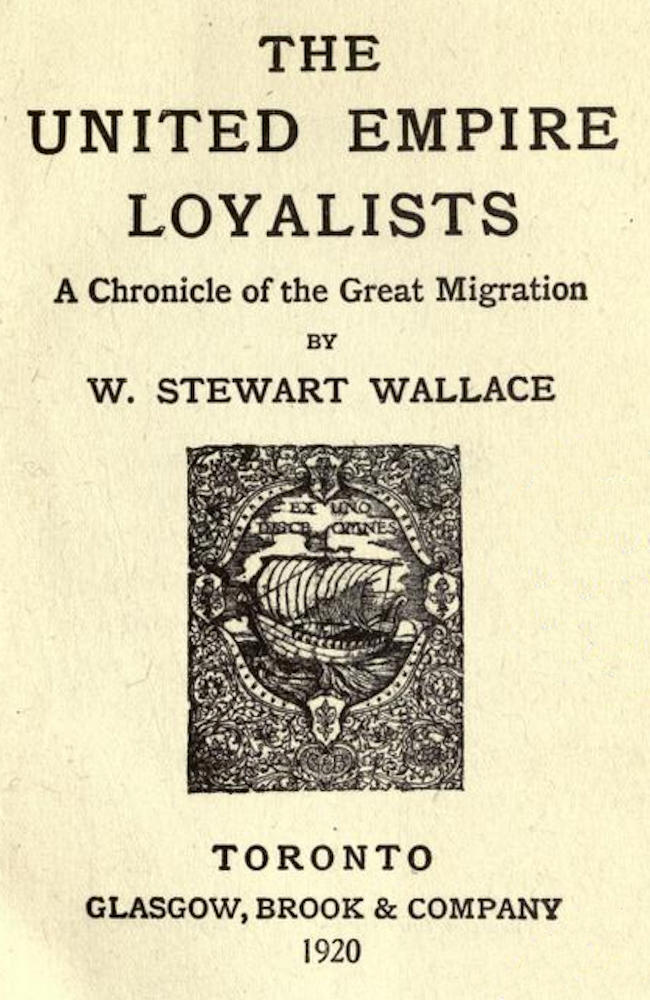 THE
UNITED EMPIRE
LOYALISTS
A Chronicle of the Great Migration
BY
W. STEWART WALLACE
EX UNO
DISCE OMNES
TORONTO
GLASGOW, BROOK & COMPANY
1920